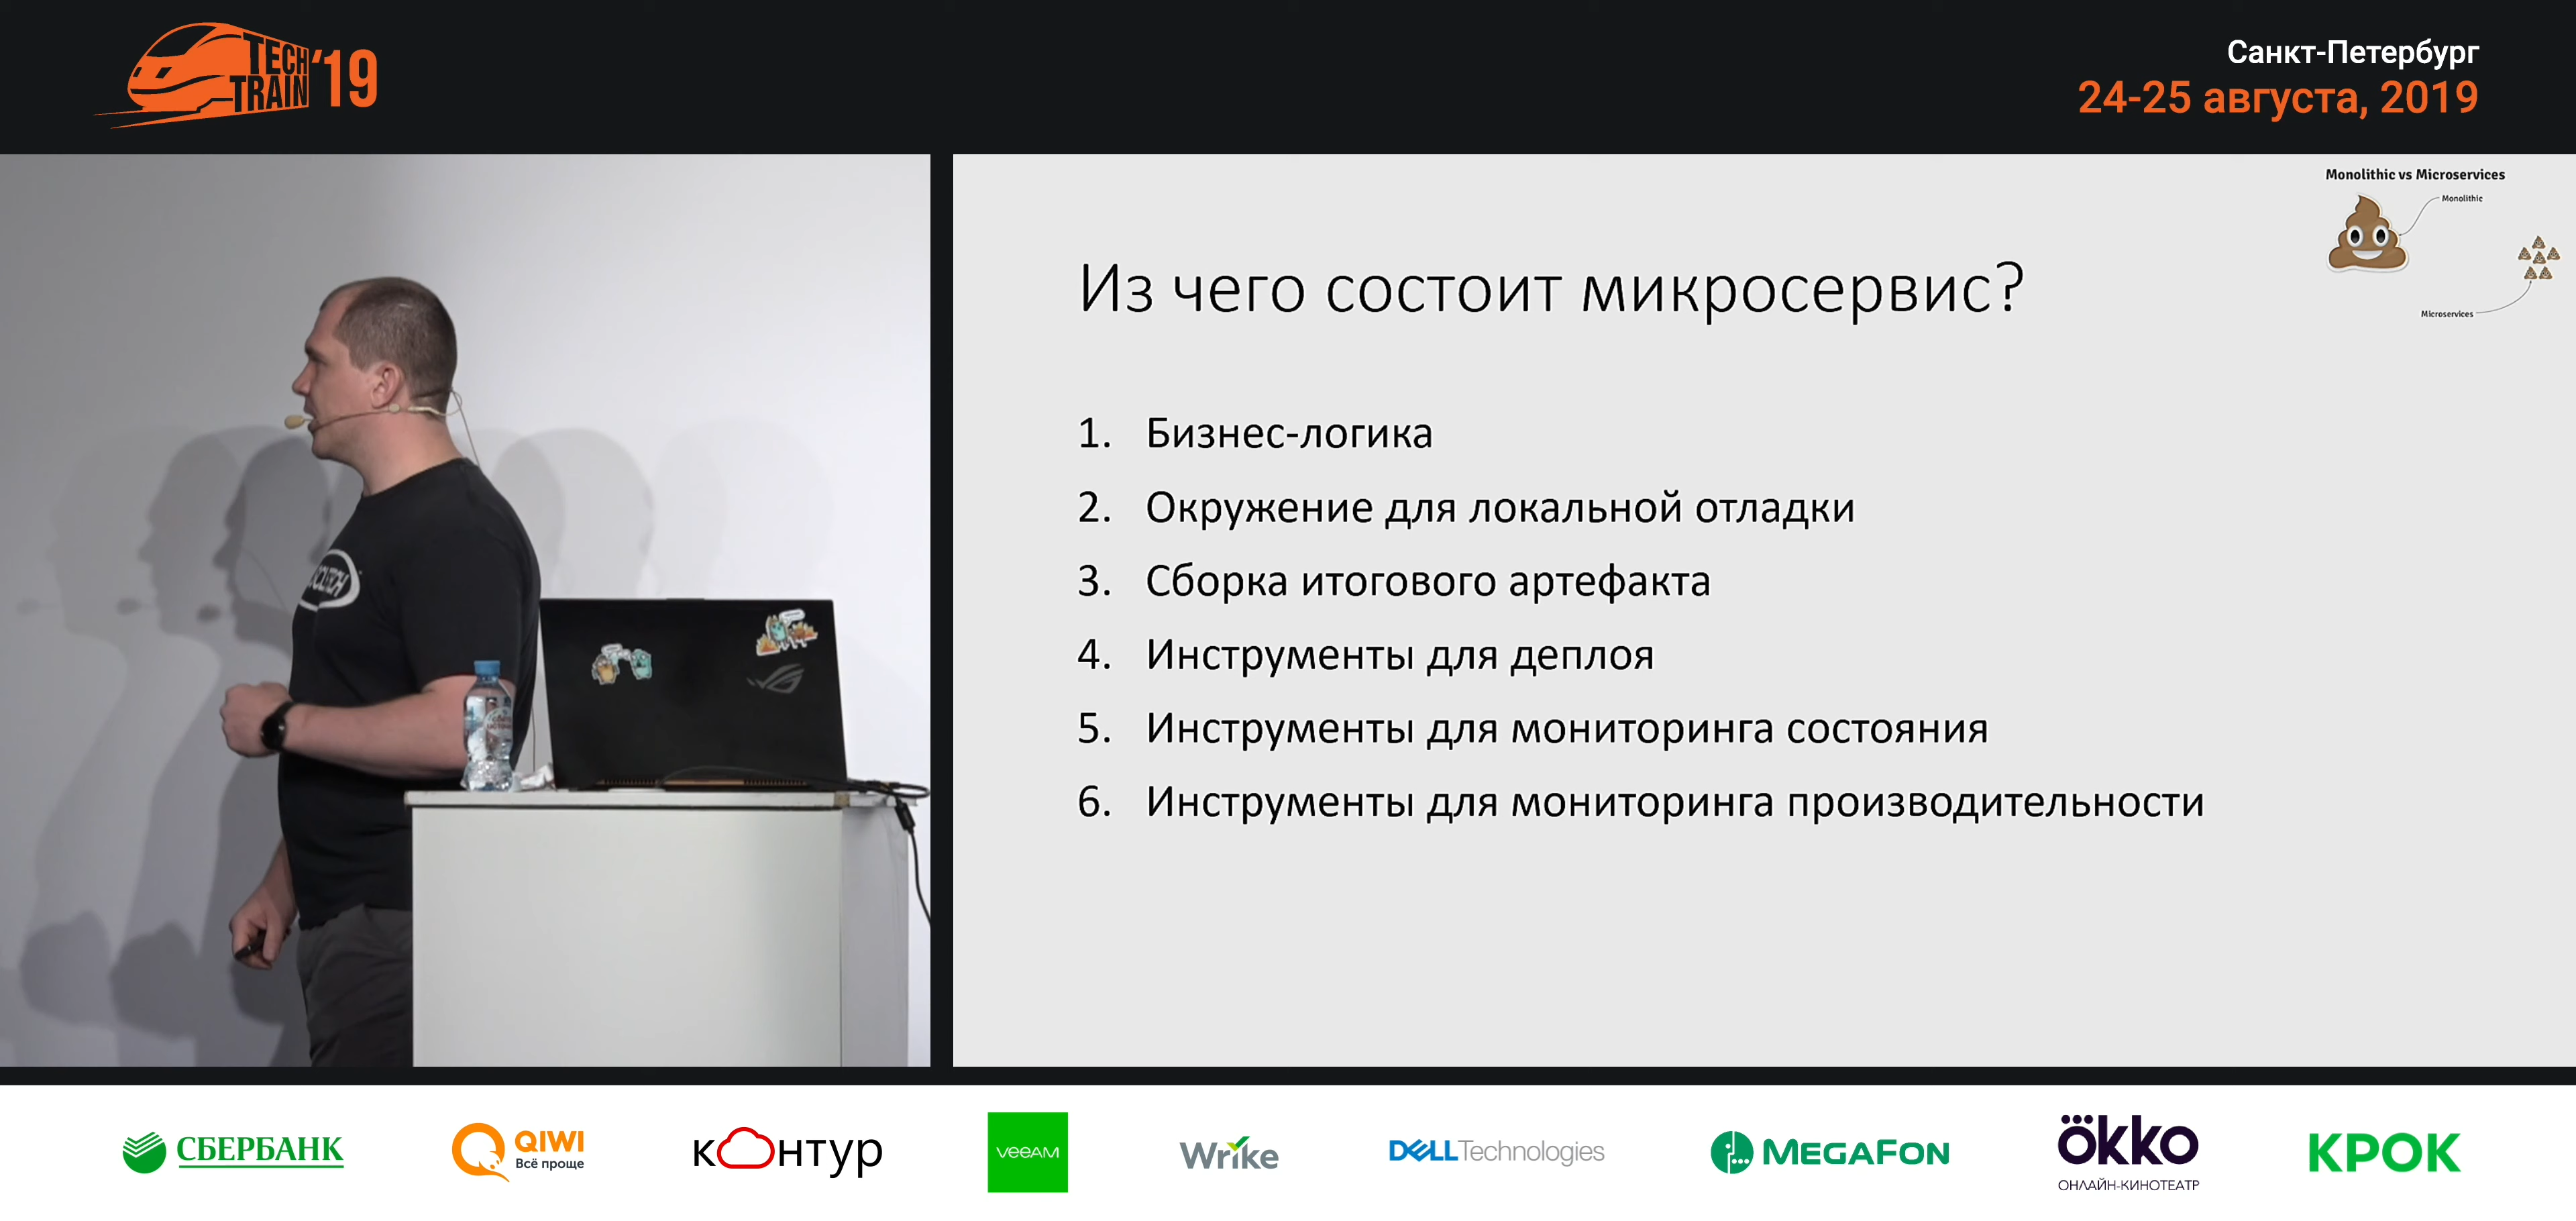 TECH
TRAIN
'19
Санкт-Петербург
24-25 августа, 2019
Monolithic vs Microservices
Monolithic
Microservices
Из чего состоит микросервис?
1. Бизнес-логика
2. Окружение для локальной отладки
3. Сборка итогового артефакта
4. Инструменты для деплоя
5. Инструменты для мониторинга состояния
6. Инструменты для мониторинга производительности
СБЕРБАНК
QIWI
Всё проще
контур
veeAM
Wrike
DELL Technologies
MEGAFON
ökko
ОНЛАЙН-КИНОТЕАТР
КРОК